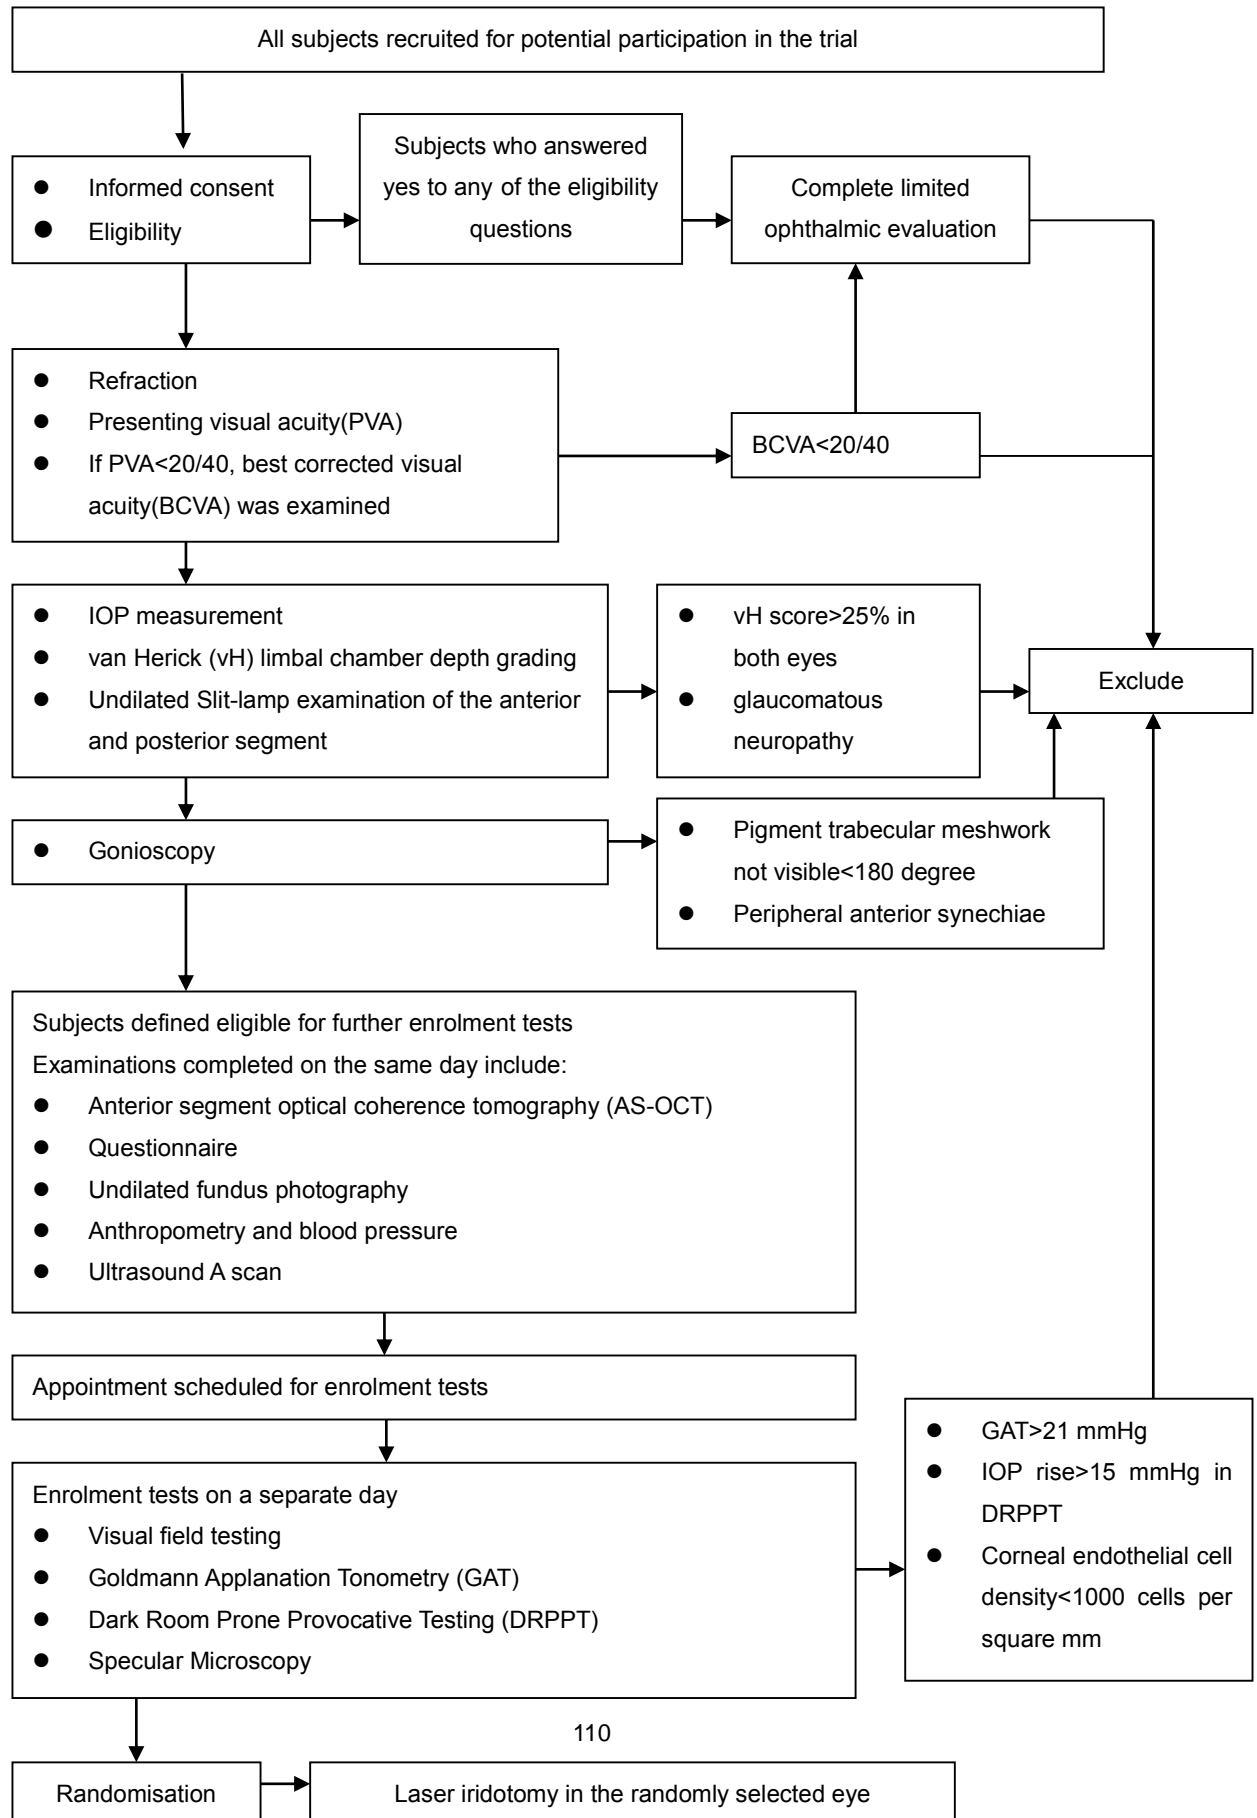 All subjects recruited for potential participation in the trial
● Informed consent
● Eligibility
Subjects who answered
yes to any of the eligibility
questions
Complete limited
ophthalmic evaluation
● Refraction
● Presenting visual acuity(PVA)
● If PVA<20/40, best corrected visual
acuity(BCVA) was examined
BCVA<20/40
● IOP measurement
● van Herick (vH) limbal chamber depth grading
● Undilated Slit-lamp examination of the anterior
and posterior segment
● vH score>25% in
both eyes
● glaucomatous
neuropathy
Exclude
● Gonioscopy
● Pigment trabecular meshwork
not visible<180 degree
● Peripheral anterior synechiae
Subjects defined eligible for further enrolment tests
Examinations completed on the same day include:
● Anterior segment optical coherence tomography (AS-OCT)
● Questionnaire
● Undilated fundus photography
● Anthropometry and blood pressure
● Ultrasound A scan
Appointment scheduled for enrolment tests
Enrolment tests on a separate day
● Visual field testing
● Goldmann Applanation Tonometry (GAT)
● Dark Room Prone Provocative Testing (DRPPT)
● Specular Microscopy
● GAT>21 mmHg
● IOP rise>15 mmHg in
DRPPT
● Corneal endothelial cell
density<1000 cells per
square mm
110
Randomisation
Laser iridotomy in the randomly selected eye